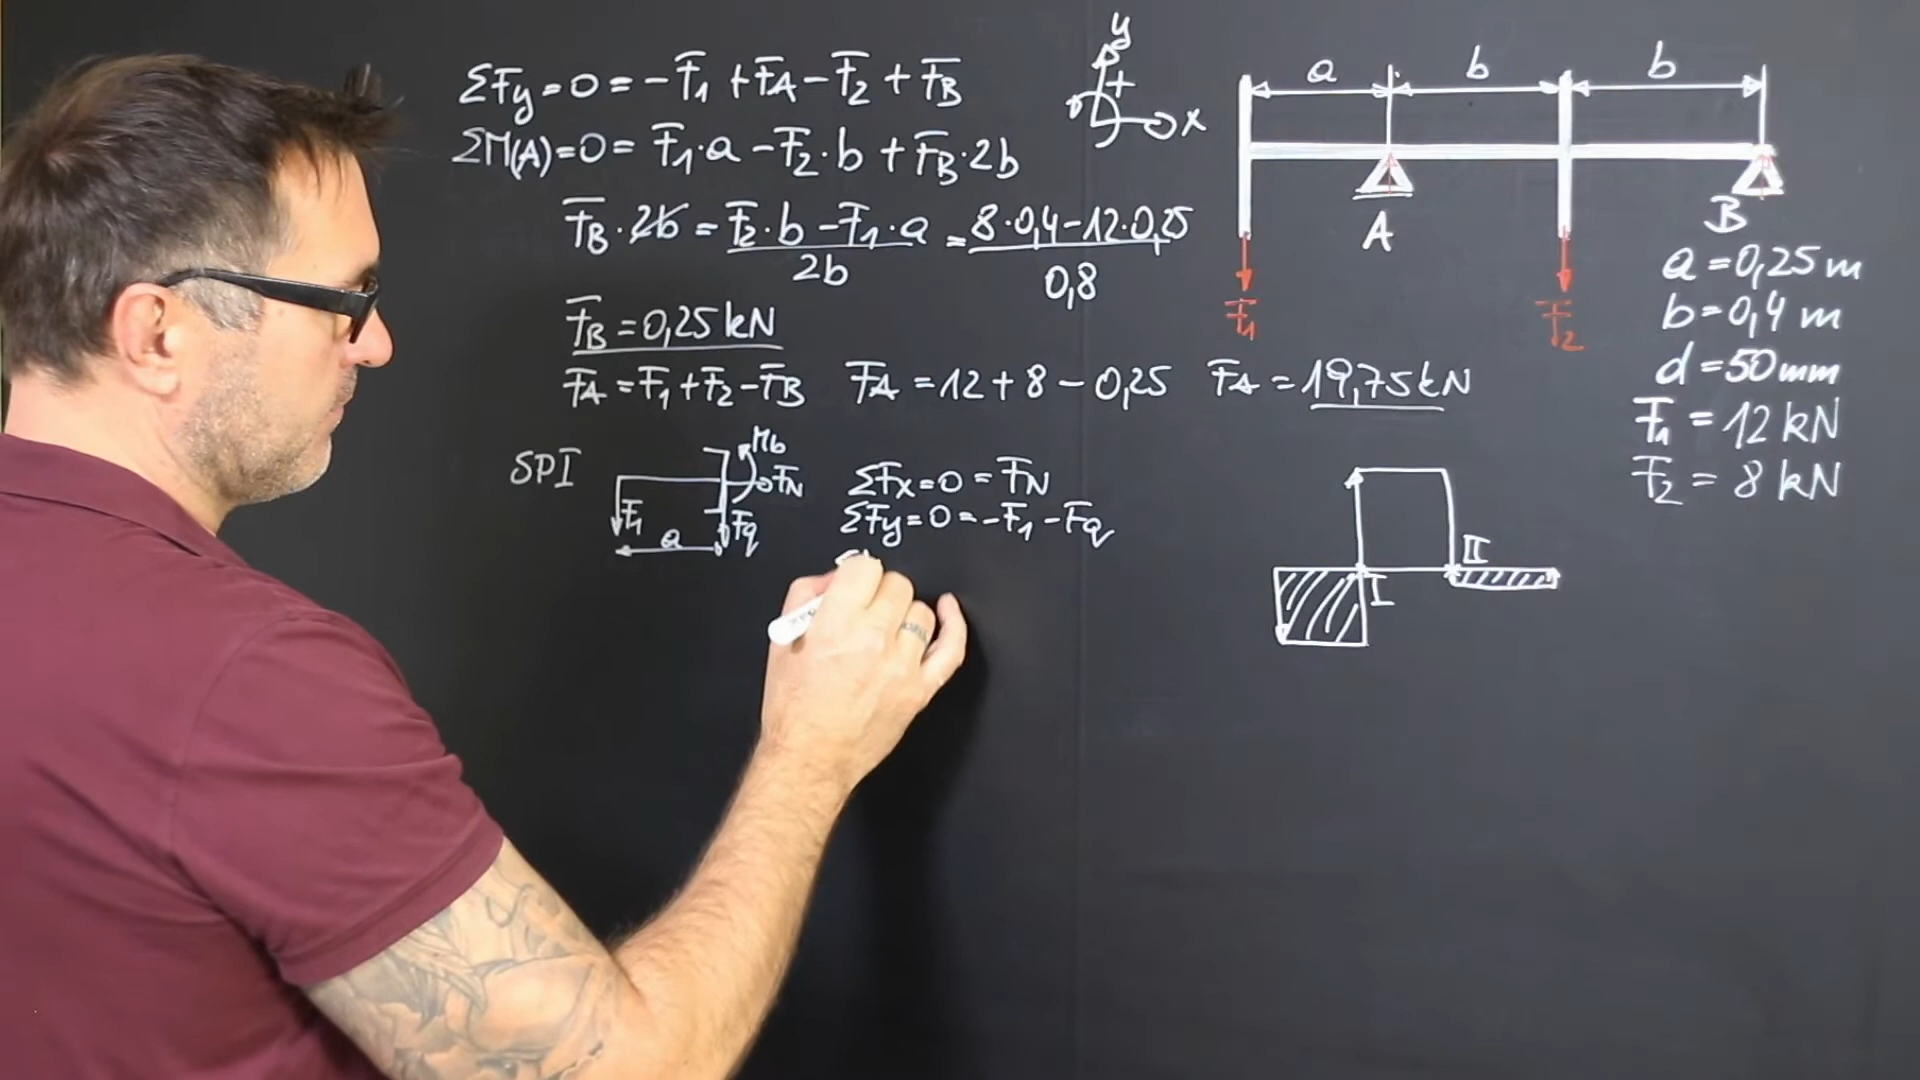 ΣFy = 0 = -F1 + FA - F2 + FB
ΣM(A) = 0 = F1·a - F2·b + FB·2b
FB·2b = F2·b - F1·a / 2b = 8·0,4 - 12·0,25 / 0,8
FB = 0,25 kN
FA = F1 + F2 - FB FA = 12 + 8 - 0,25 FA = 19,75 kN
SPI
F1
a
Mb
FN
Fq
ΣFx = 0 = FN
ΣFy = 0 = -F1 - Fq
y
+
x
a b b
A
B
F1
F2
a = 0,25 m
b = 0,4 m
d = 50 mm
F1 = 12 kN
F2 = 8 kN
I
II